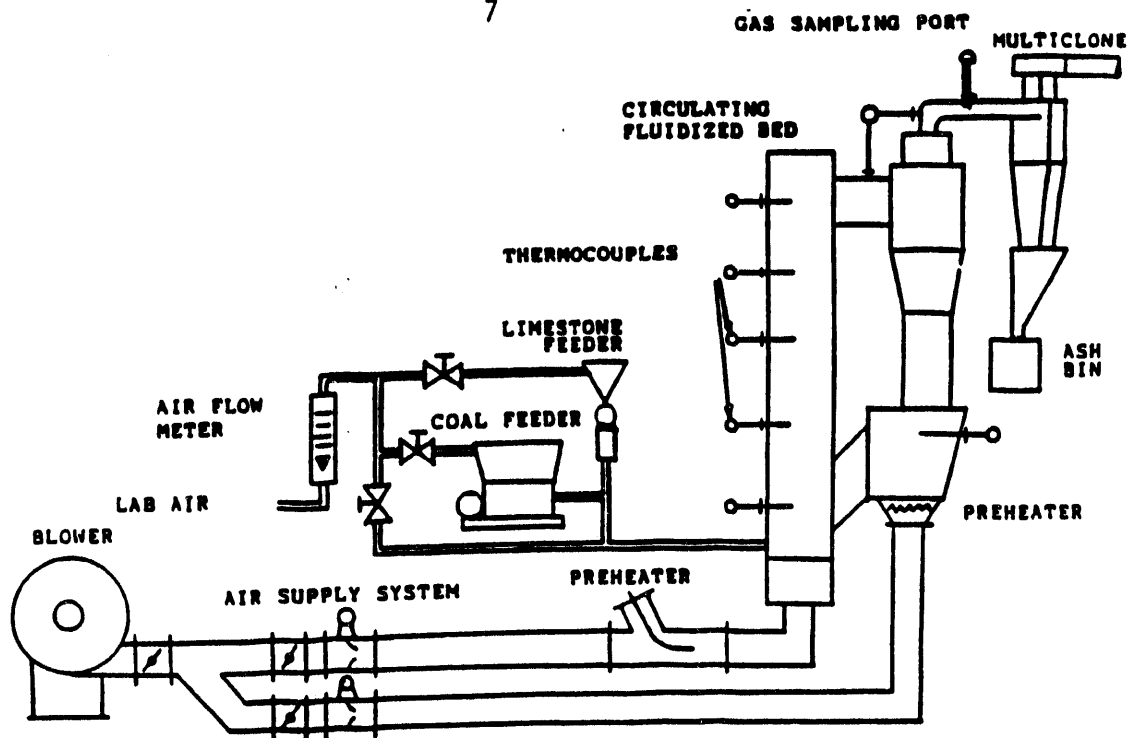 7
GAS SAMPLING PORT
MULTICLONE
CIRCULATING
FLUIDIZED BED
THERMOCOUPLES
LIMESTONE
FEEDER
ASH
BIN
AIR FLOW
METER
COAL FEEDER
LAB AIR
PREHEATER
BLOWER
PREHEATER
AIR SUPPLY SYSTEM